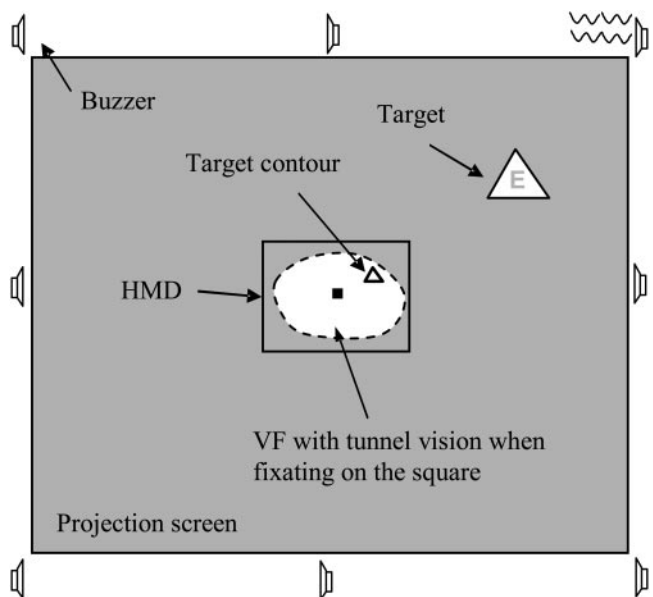 Buzzer
Target
E
Target contour
HMD
VF with tunnel vision when
fixating on the square
Projection screen